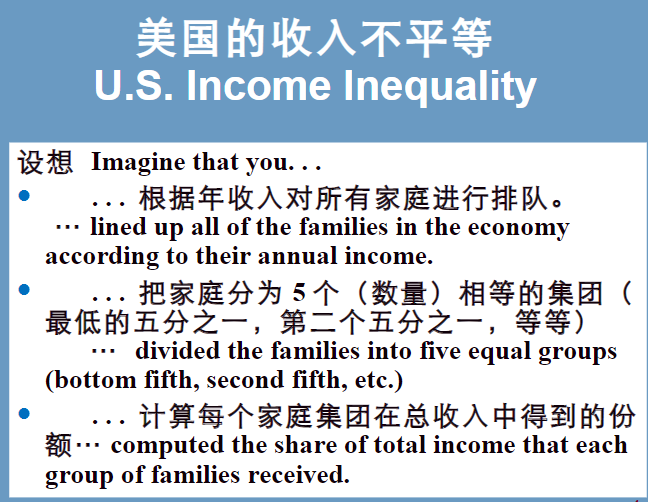 美国的收入不平等
U.S. Income Inequality
设想 Imagine that you. . .
• . . . 根据年收入对所有家庭进行排队。
… lined up all of the families in the economy
according to their annual income.
• . . . 把家庭分为 5 个（数量）相等的集团（
最低的五分之一，第二个五分之一，等等）
… divided the families into five equal groups
(bottom fifth, second fifth, etc.)
• . . . 计算每个家庭集团在总收入中得到的份
额… computed the share of total income that each
group of families received.